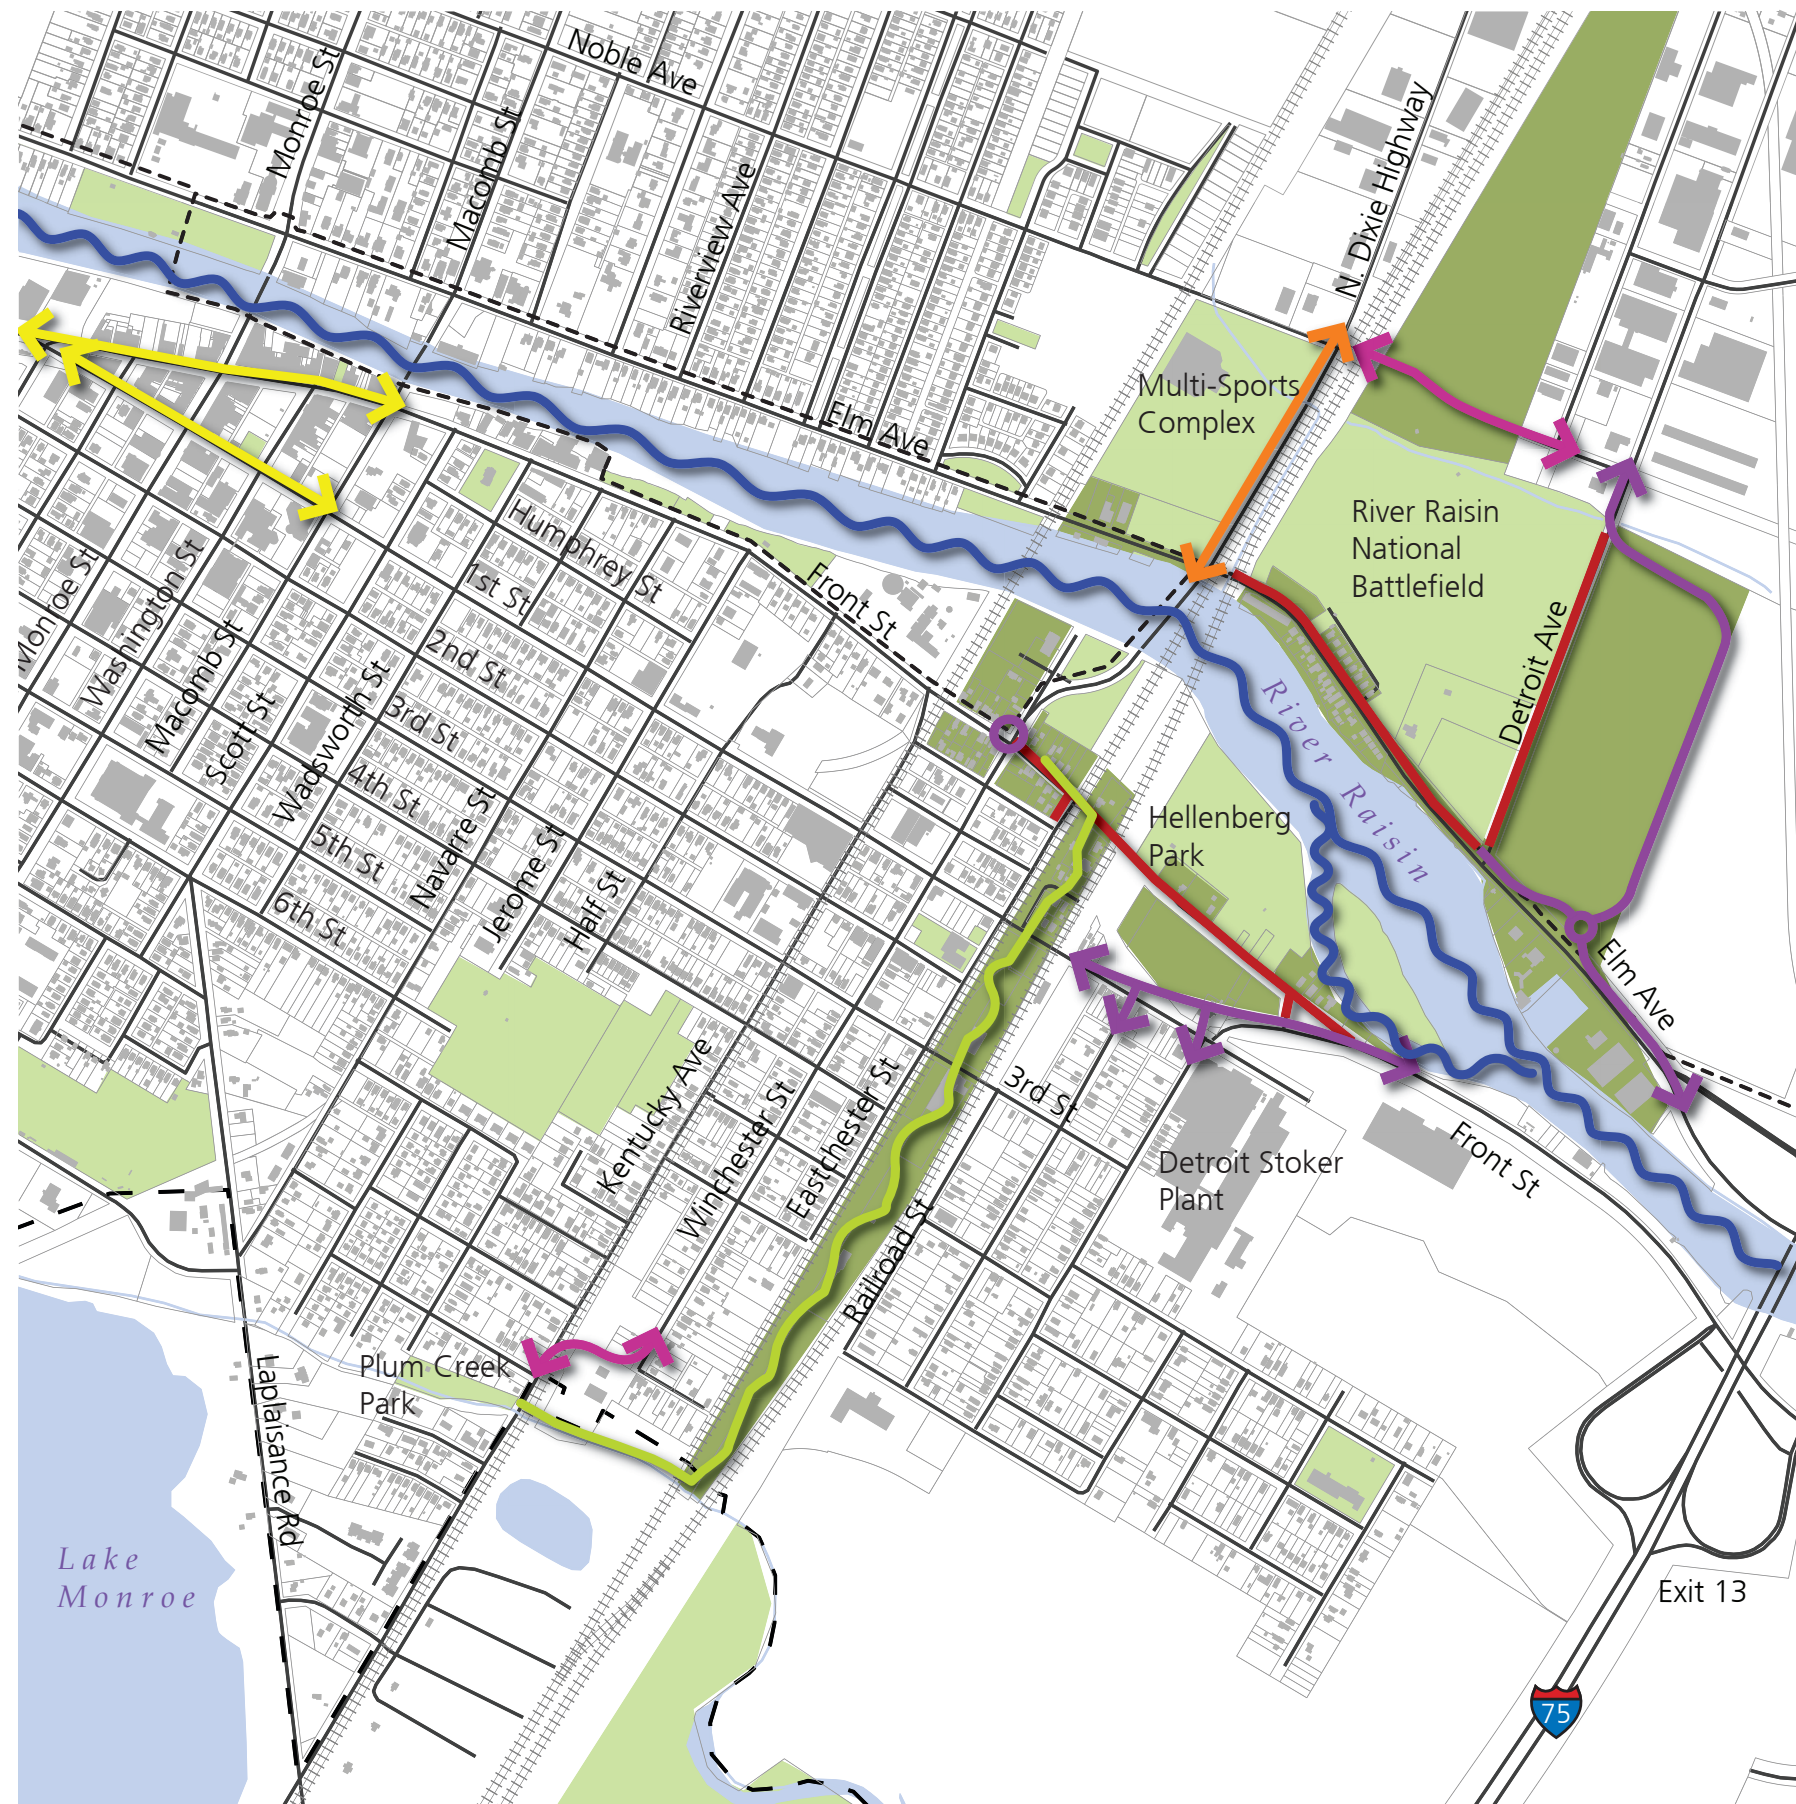 Noble Ave
Monroe St
Macomb St
Riverview Ave
N. Dixie Highway
Multi-Sports
Complex
Elm Ave
River Raisin
National
Battlefield
Humphrey St
1st St
Front St
Monroe St
Washington St
Macomb St
Scott St
Wadsworth St
2nd St
3rd St
4th St
5th St
6th St
Navarre St
Jerome St
Half St
Detroit Ave
River Raisin
Hellenberg
Park
Elm Ave
3rd St
Kentucky Ave
Winchester St
Eastchester St
Railroad St
Detroit Stoker
Plant
Front St
Plum Creek
Park
Laplaisance Rd
Lake
Monroe
Exit 13
75